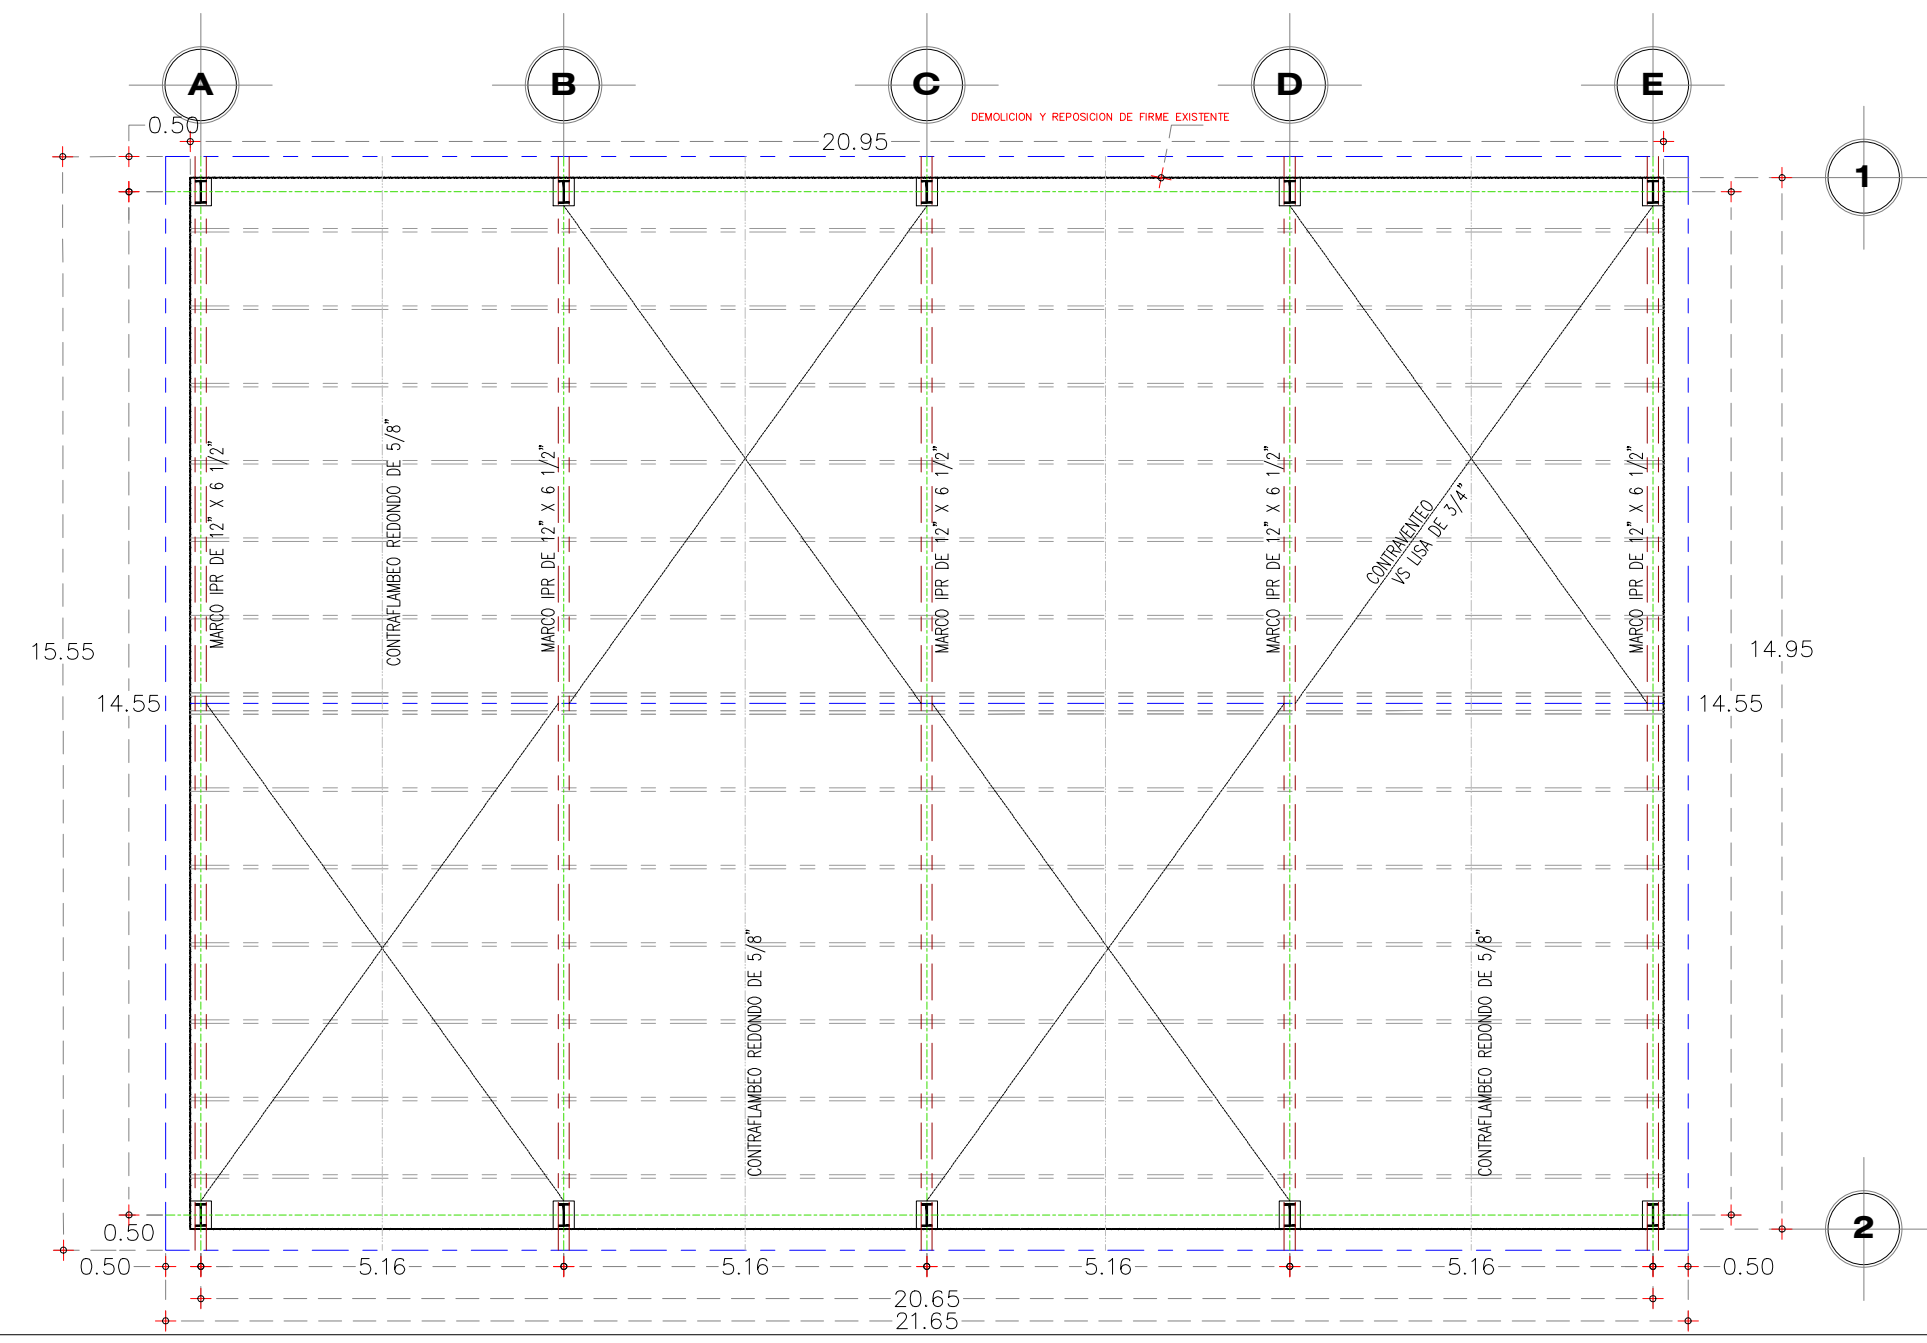 A
B
C
D
E
DEMOLICION Y REPOSICION DE FIRME EXISTENTE
0.50
20.95
1
MARCO IPR DE 12" X 6 1/2"
CONTRAFLAMBEO REDONDO DE 5/8"
MARCO IPR DE 12" X 6 1/2"
MARCO IPR DE 12" X 6 1/2"
MARCO IPR DE 12" X 6 1/2"
CONTRAVENTEO
VS LISA DE 3/4"
MARCO IPR DE 12" X 6 1/2"
15.55
14.95
14.55
14.55
CONTRAFLAMBEO REDONDO DE 5/8"
CONTRAFLAMBEO REDONDO DE 5/8"
2
0.50
0.50
5.16
5.16
5.16
5.16
0.50
20.65
21.65